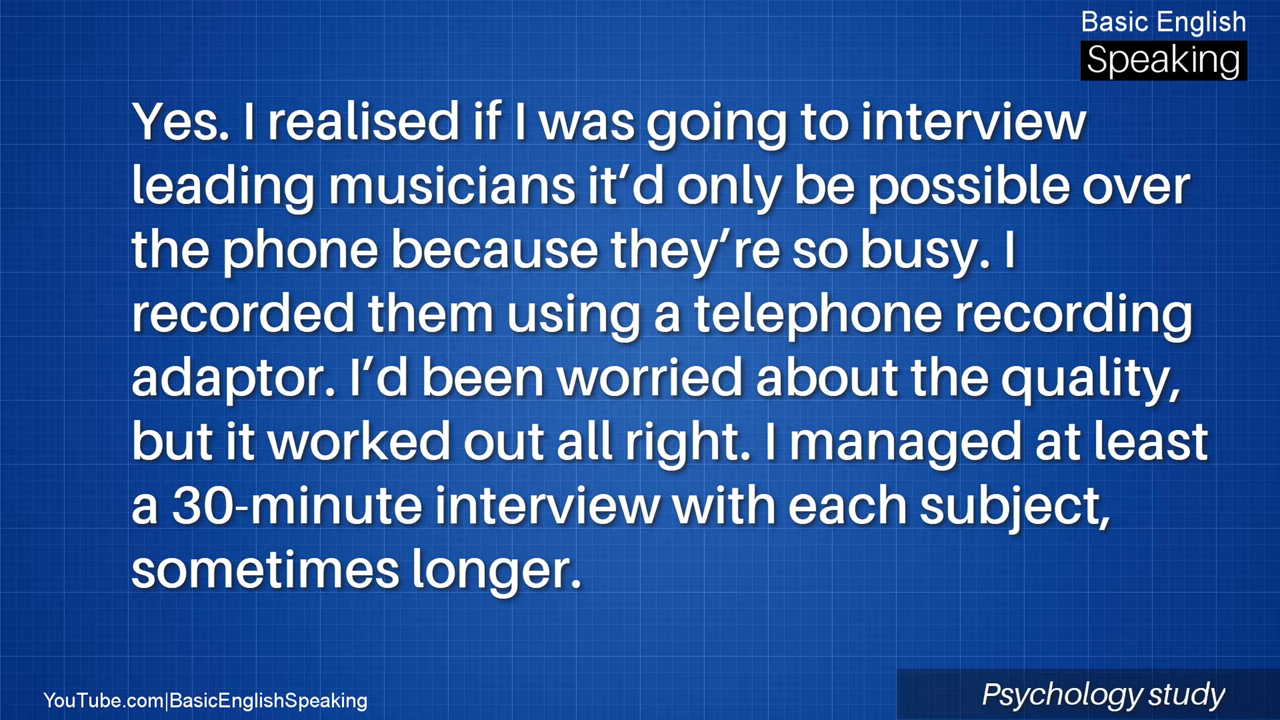 Basic English
Speaking
Yes. I realised if I was going to interview
leading musicians it’d only be possible over
the phone because they’re so busy. I
recorded them using a telephone recording
adaptor. I’d been worried about the quality,
but it worked out all right. I managed at least
a 30-minute interview with each subject,
sometimes longer.
YouTube.com|BasicEnglishSpeaking
Psychology study